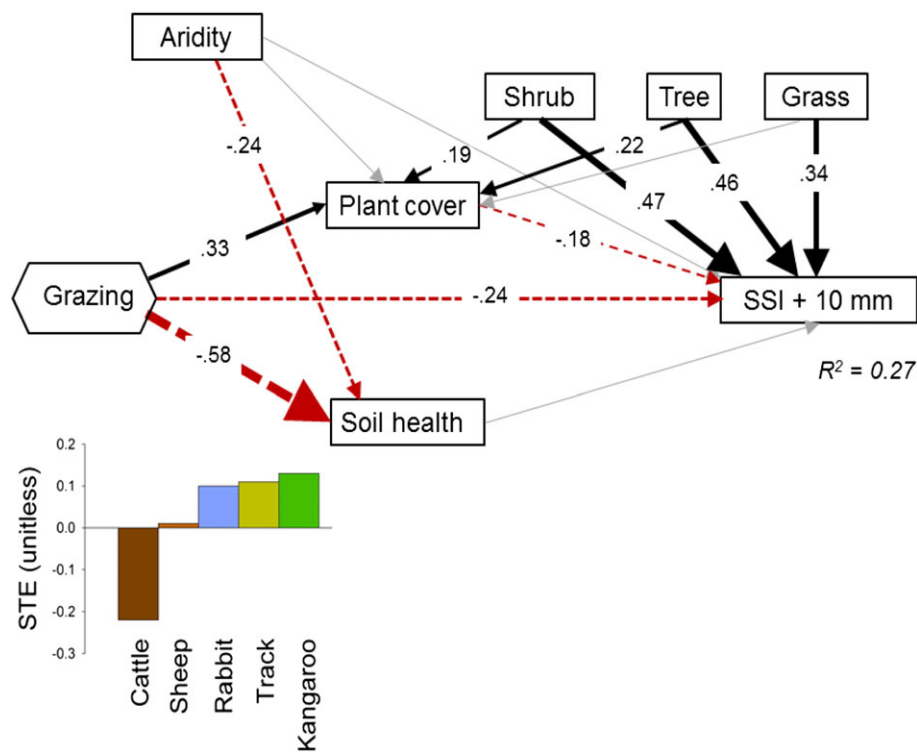 Aridity
Shrub
Tree
Grass
-.24
.19
.22
.34
.47
.46
Plant cover
.33
-.18
Grazing
-.24
SSI + 10 mm
-.58
R² = 0.27
Soil health
0.2
0.1
0.0
-0.1
-0.2
-0.3
STE (unitless)
Cattle
Sheep
Rabbit
Track
Kangaroo